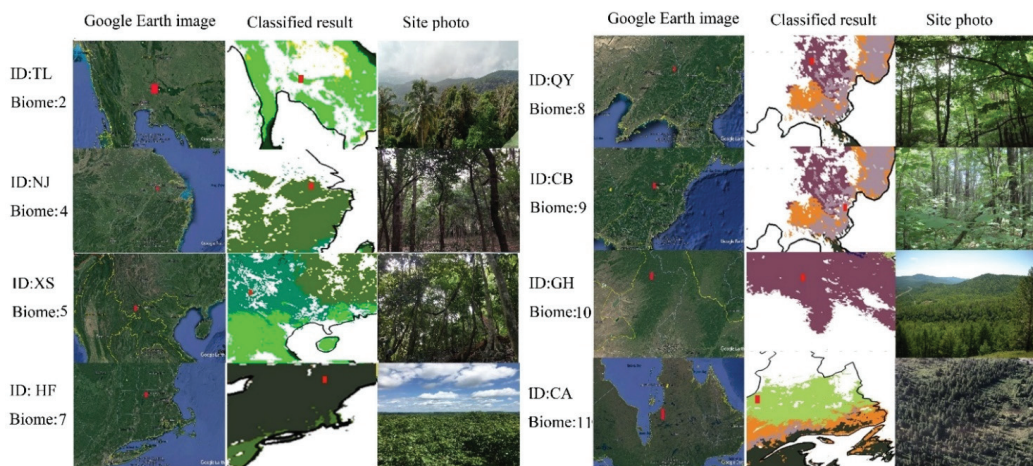 Google Earth image Classified result Site photo
ID:TL
Biome:2
ID:NJ
Biome:4
ID:XS
Biome:5
ID: HF
Biome:7
Google Earth image Classified result Site photo
ID:QY
Biome:8
ID:CB
Biome:9
ID:GH
Biome:10
ID:CA
Biome:11